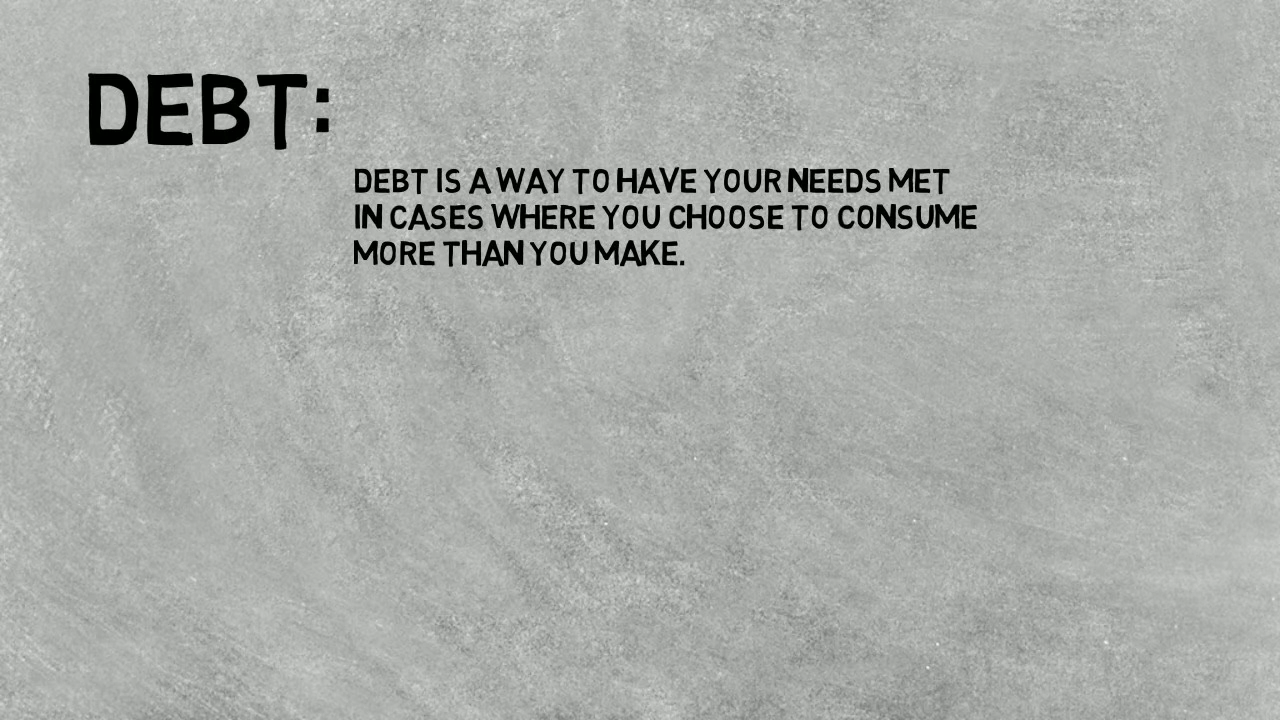 DEBT:
DEBT IS A WAY TO HAVE YOUR NEEDS MET
IN CASES WHERE YOU CHOOSE TO CONSUME
MORE THAN YOU MAKE.